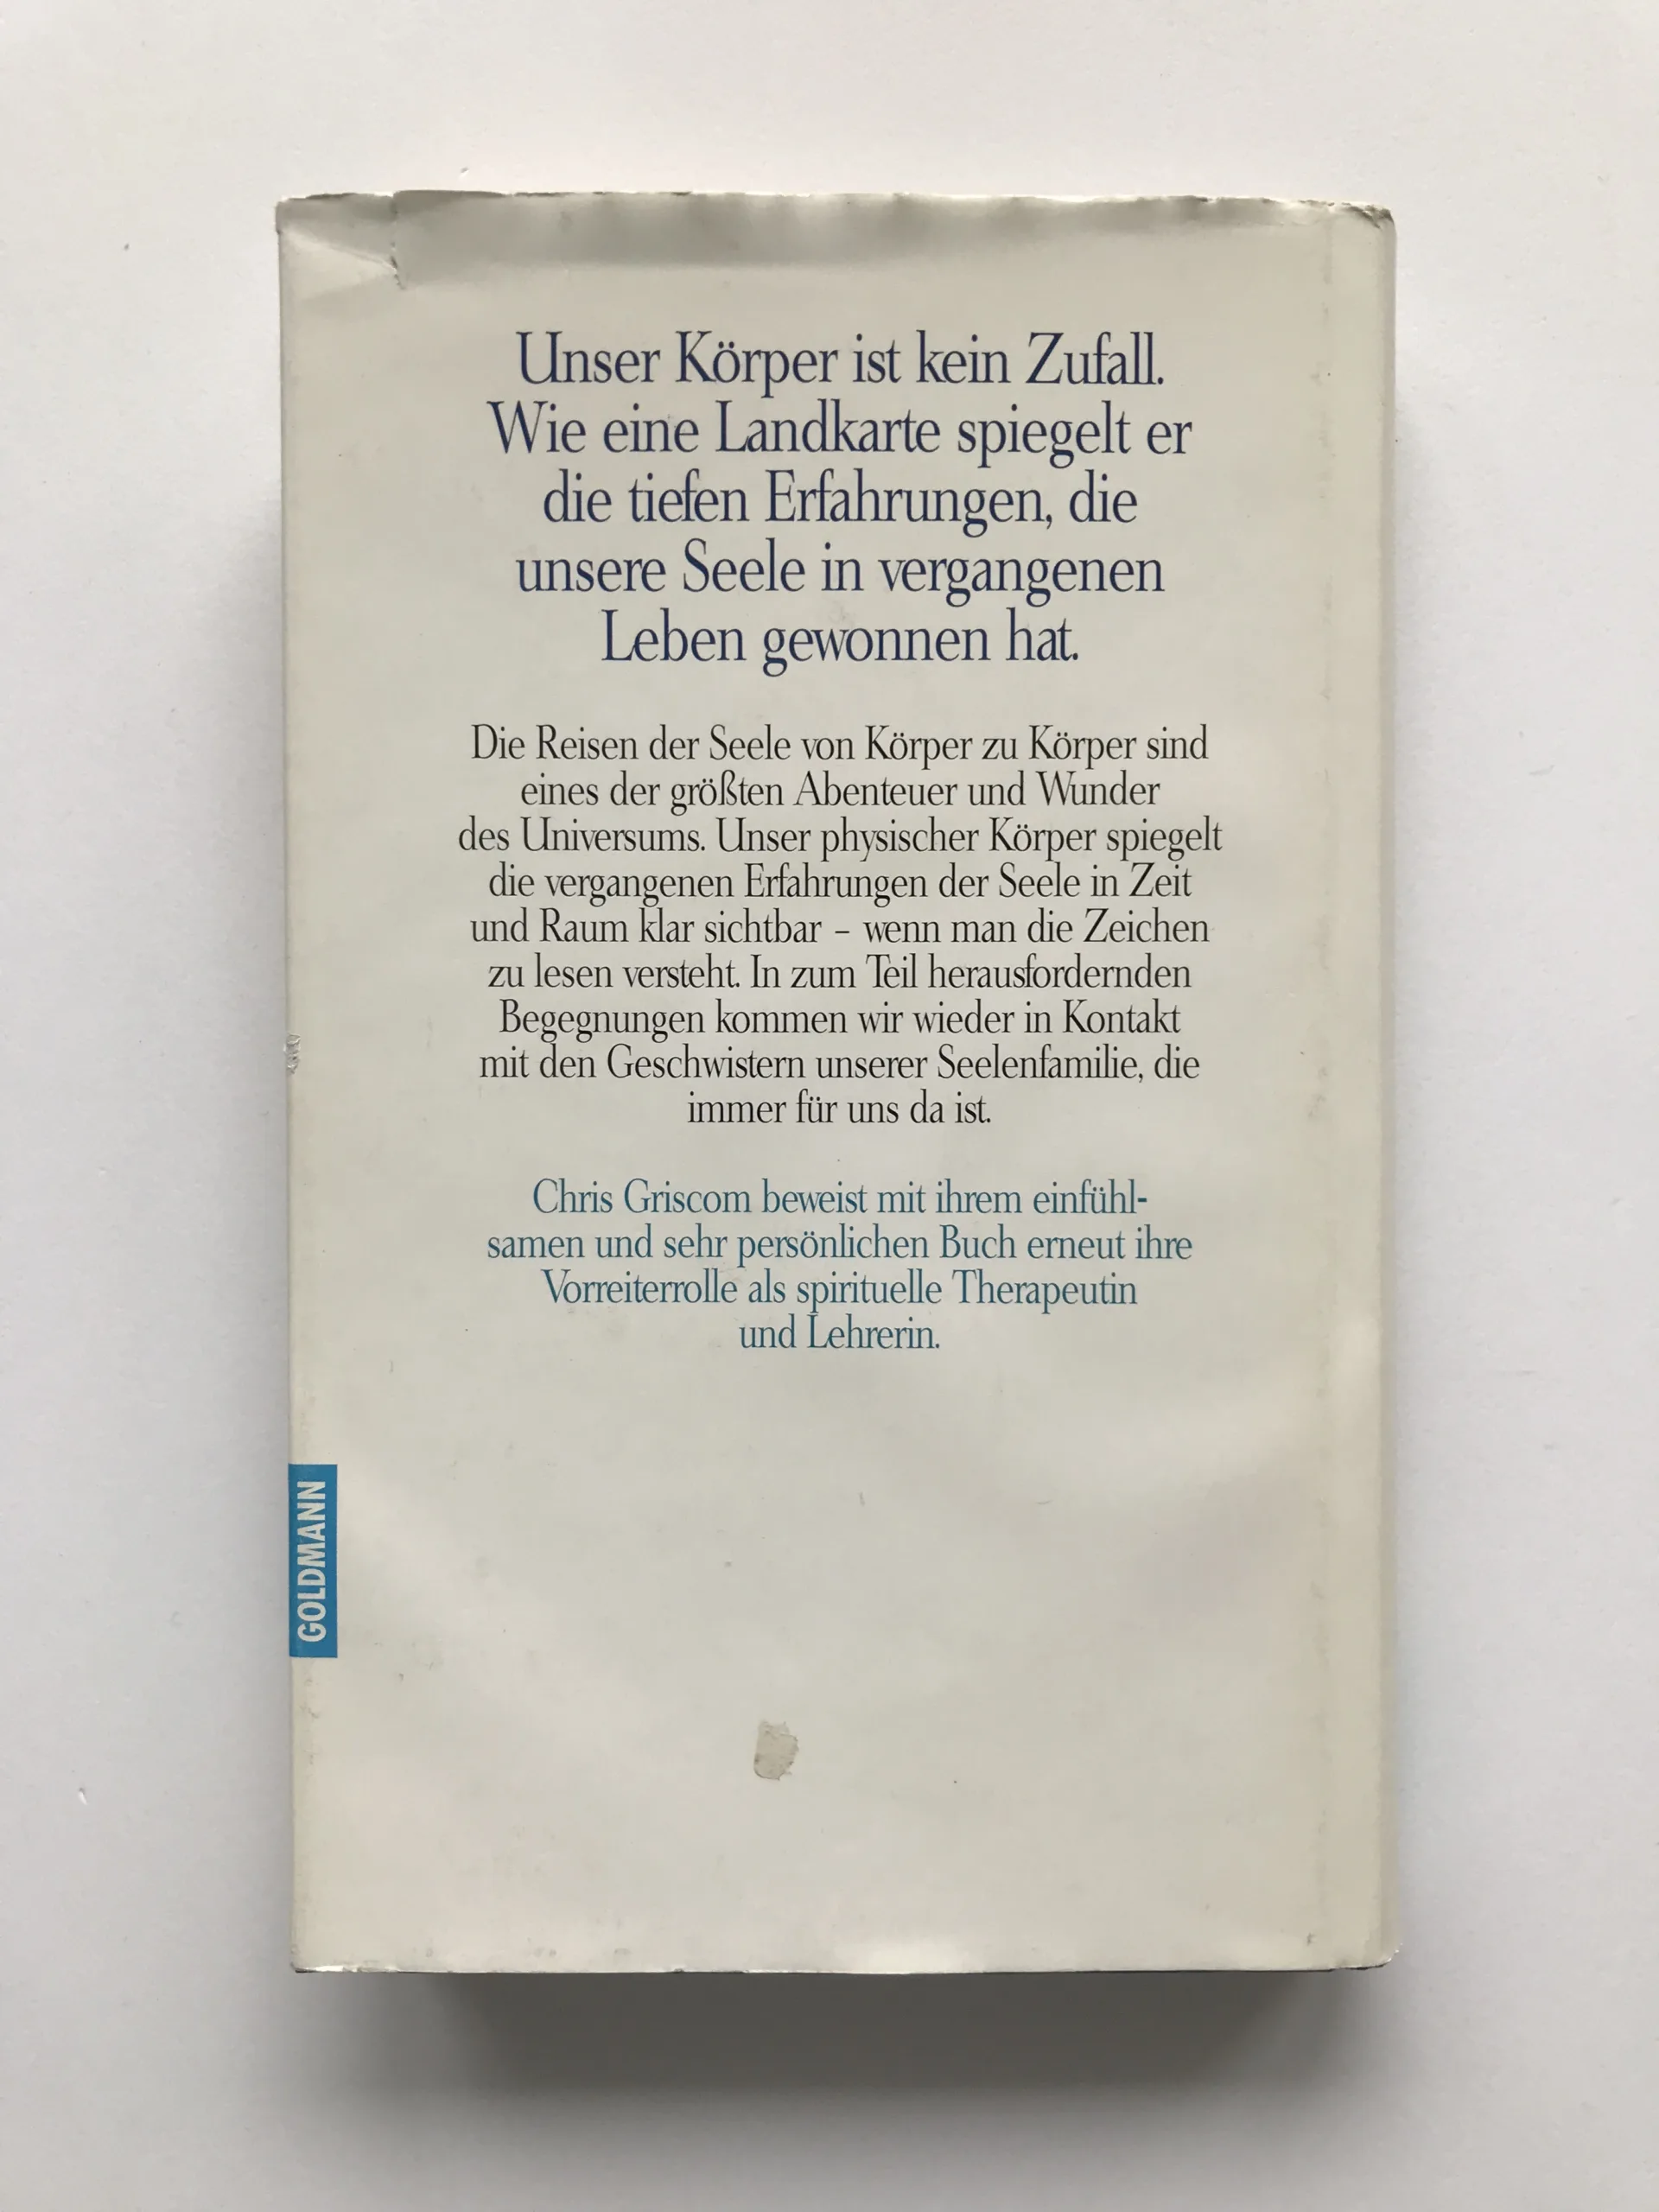 Unser Körper ist kein Zufall.
Wie eine Landkarte spiegelt er
die tiefen Erfahrungen, die
unsere Seele in vergangenen
Leben gewonnen hat.
Die Reisen der Seele von Körper zu Körper sind
eines der größten Abenteuer und Wunder
des Universums. Unser physischer Körper spiegelt
die vergangenen Erfahrungen der Seele in Zeit
und Raum klar sichtbar – wenn man die Zeichen
zu lesen versteht. In zum Teil herausfordernden
Begegnungen kommen wir wieder in Kontakt
mit den Geschwistern unserer Seelenfamilie, die
immer für uns da ist.
Chris Griscom beweist mit ihrem einfühl-
samen und sehr persönlichen Buch erneut ihre
Vorreiterrolle als spirituelle Therapeutin
und Lehrerin.
GOLDMANN